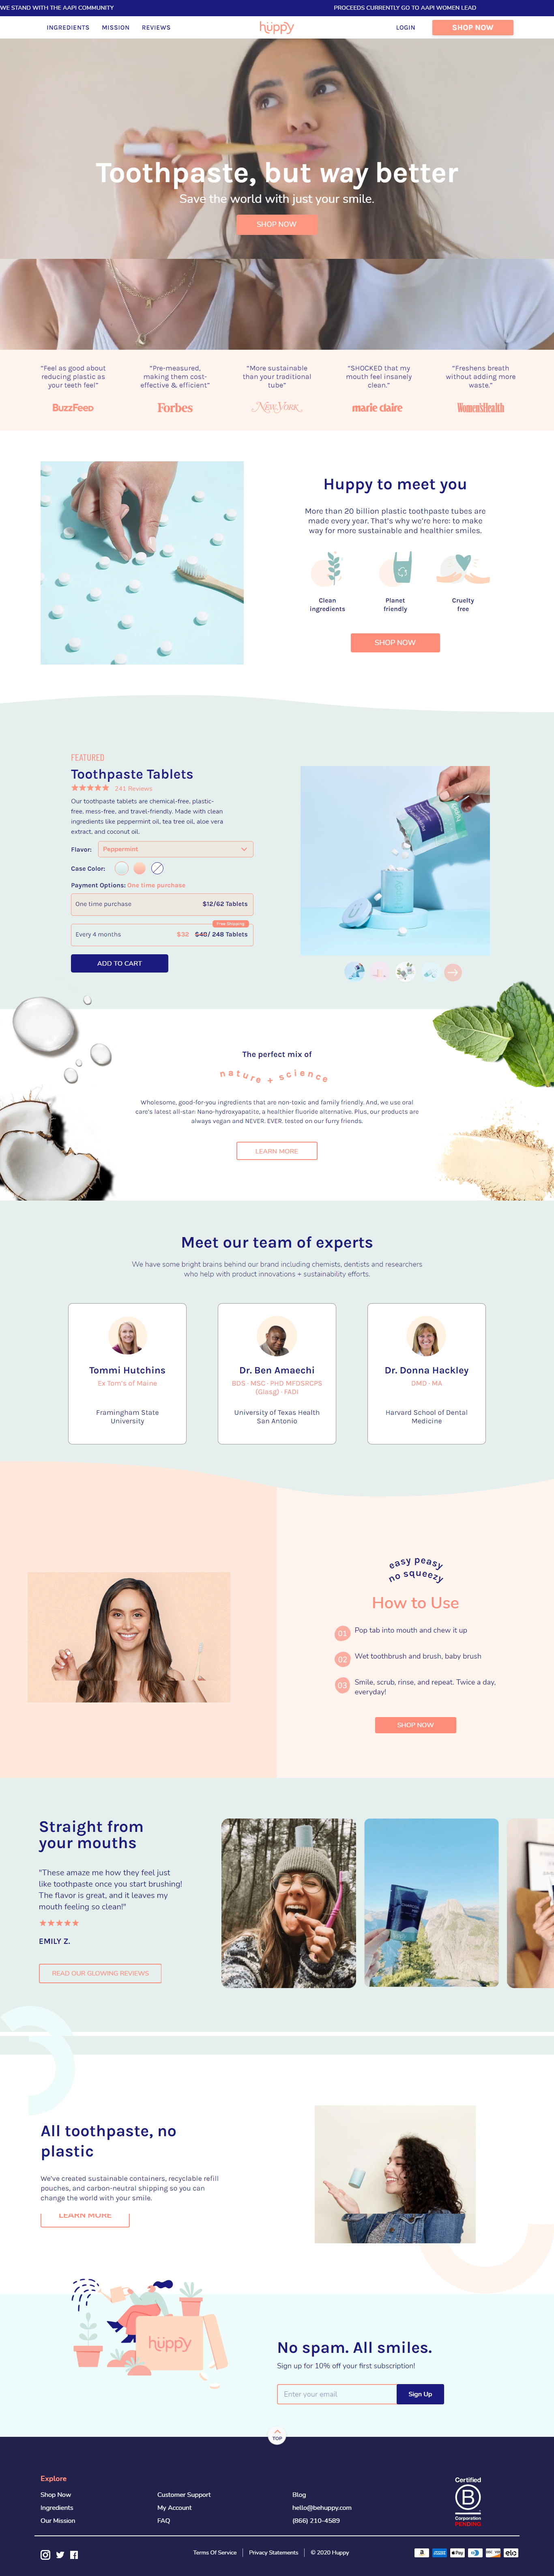 WE STAND WITH THE AAPI COMMUNITY
PROCEEDS CURRENTLY GO TO AAPI WOMEN LEAD
INGREDIENTS
MISSION
REVIEWS
hüppy
LOGIN
SHOP NOW
Toothpaste, but way better
Save the world with just your smile.
SHOP NOW
“Feel as good about
reducing plastic as
your teeth feel”
BuzzFeed
“Pre-measured,
making them cost-
effective & efficient”
Forbes
“More sustainable
than your traditional
tube”
NEW YORK
“SHOCKED that my
mouth feel insanely
clean.”
marie claire
“Freshens breath
without adding more
waste.”
Women'sHealth
Huppy to meet you
More than 20 billion plastic toothpaste tubes are
made every year. That’s why we’re here: to make
way for more sustainable and healthier smiles.
Clean
ingredients
Planet
friendly
Cruelty
free
SHOP NOW
FEATURED
Toothpaste Tablets
241 Reviews
Our toothpaste tablets are chemical-free, plastic-
free, mess-free, and travel-friendly. Made with clean
ingredients like peppermint oil, tea tree oil, aloe vera
extract, and coconut oil.
Flavor:
Peppermint
Case Color:
Payment Options: One time purchase
One time purchase
$12/62 Tablets
Free Shipping
Every 4 months
$32 $48/ 248 Tablets
ADD TO CART
The perfect mix of
nature + science
Wholesome, good-for-you ingredients that are non-toxic and family friendly. And, we use oral
care’s latest all-star: Nano-hydroxyapatite, a healthier fluoride alternative. Plus, our products are
always vegan and NEVER. EVER. tested on our furry friends.
LEARN MORE
Meet our team of experts
We have some bright brains behind our brand including chemists, dentists and researchers
who help with product innovations + sustainability efforts.
Tommi Hutchins
Ex Tom’s of Maine
Framingham State
University
Dr. Ben Amaechi
BDS · MSC · PHD MFDSRCPS
(Glasg) · FADI
University of Texas Health
San Antonio
Dr. Donna Hackley
DMD · MA
Harvard School of Dental
Medicine
easy peasy
no squeezy
How to Use
01
Pop tab into mouth and chew it up
02
Wet toothbrush and brush, baby brush
03
Smile, scrub, rinse, and repeat. Twice a day,
everyday!
SHOP NOW
Straight from
your mouths
"These amaze me how they feel just
like toothpaste once you start brushing!
The flavor is great, and it leaves my
mouth feeling so clean!"
EMILY Z.
READ OUR GLOWING REVIEWS
All toothpaste, no
plastic
We’ve created sustainable containers, recyclable refill
pouches, and carbon-neutral shipping so you can
change the world with your smile.
LEARN MORE
hüppy
No spam. All smiles.
Sign up for 10% off your first subscription!
Enter your email
Sign Up
TOP
Explore
Shop Now
Ingredients
Our Mission
Customer Support
My Account
FAQ
Blog
hello@behuppy.com
(866) 210-4589
Certified
B
Corporation
PENDING
Terms Of Service
Privacy Statements
© 2020 Huppy
Pay
elo